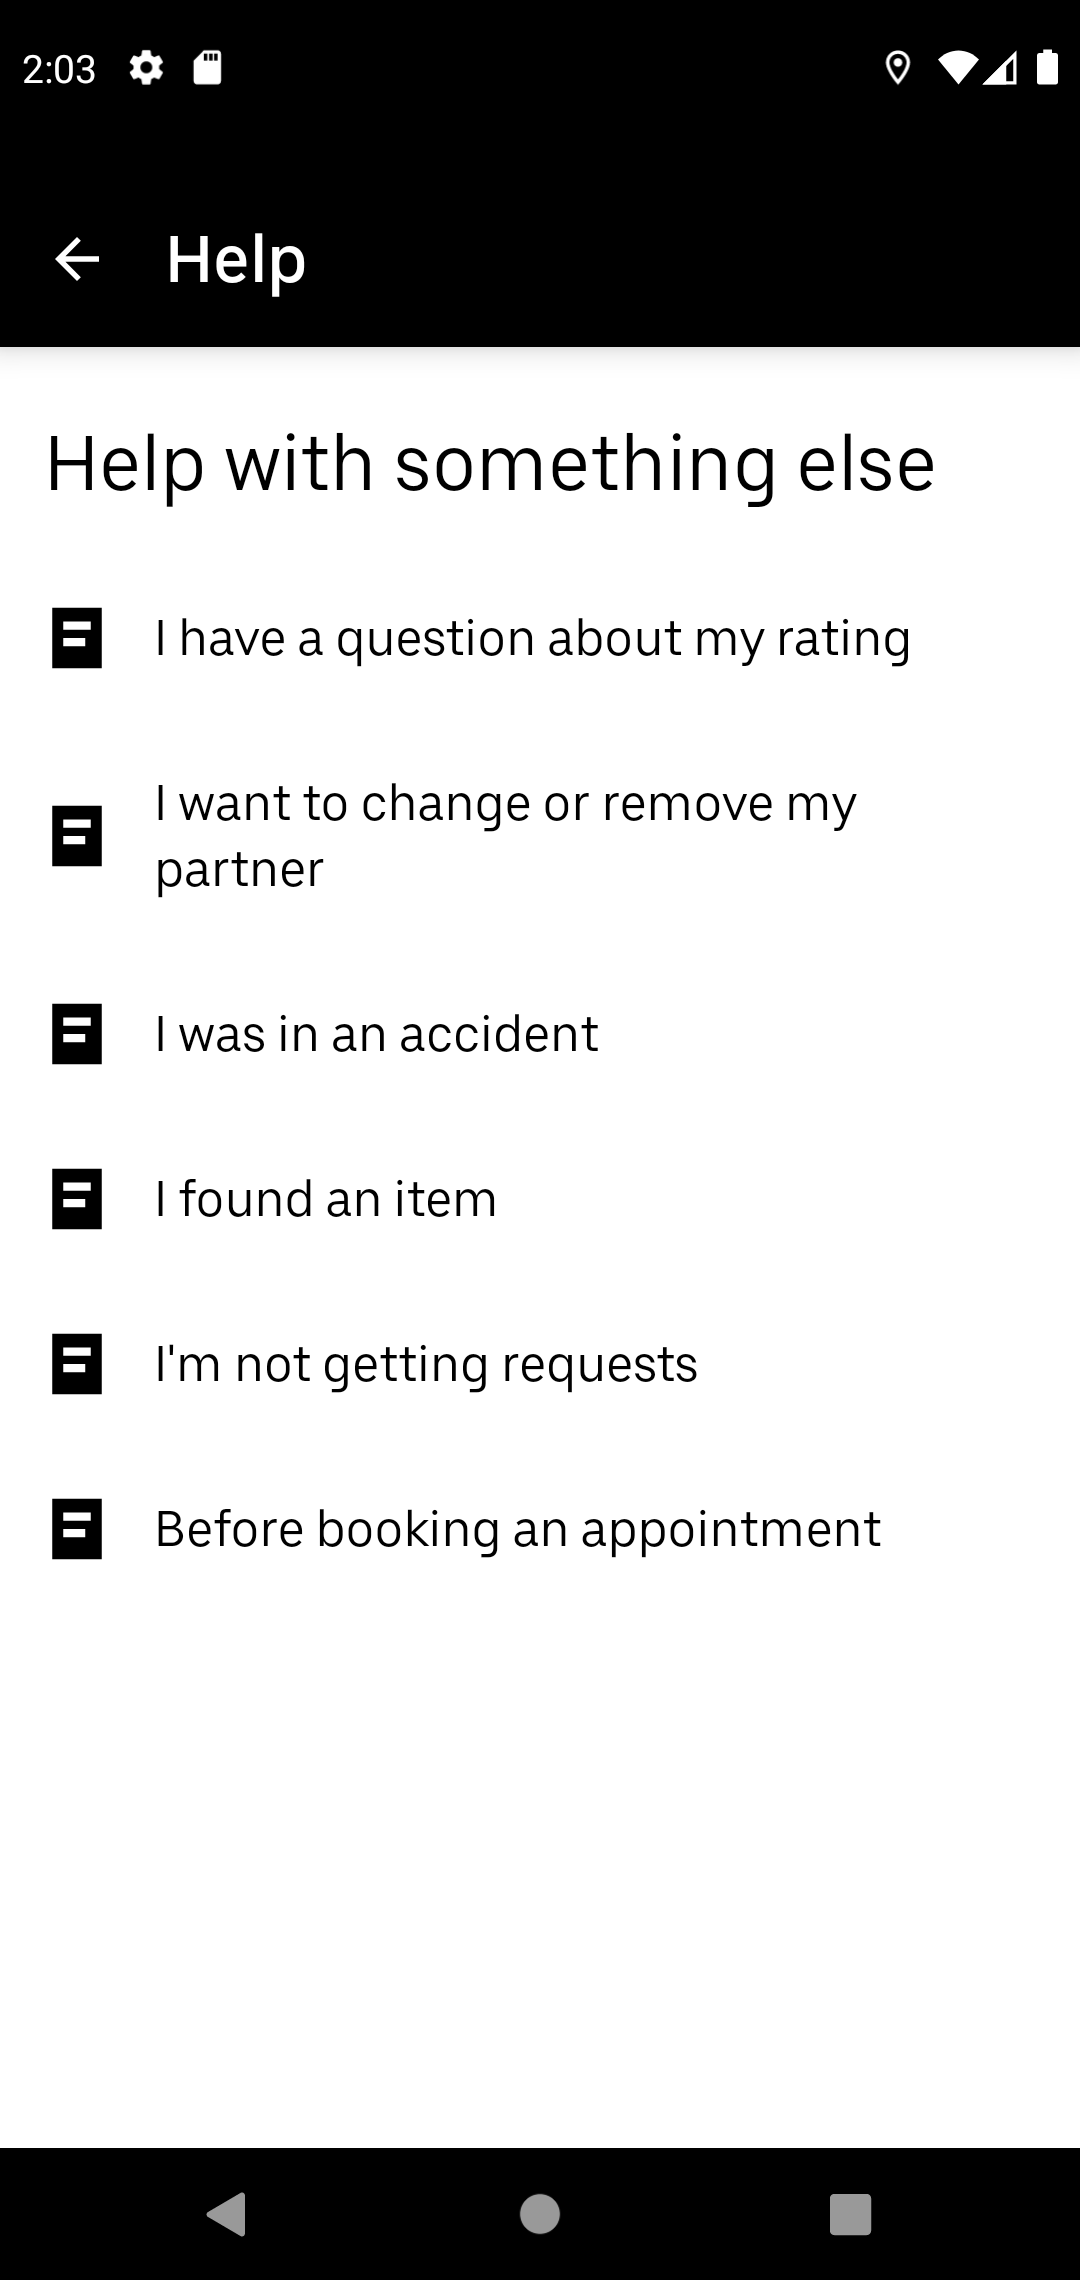 2:03
Help
Help with something else
I have a question about my rating
I want to change or remove my
partner
I was in an accident
I found an item
I'm not getting requests
Before booking an appointment